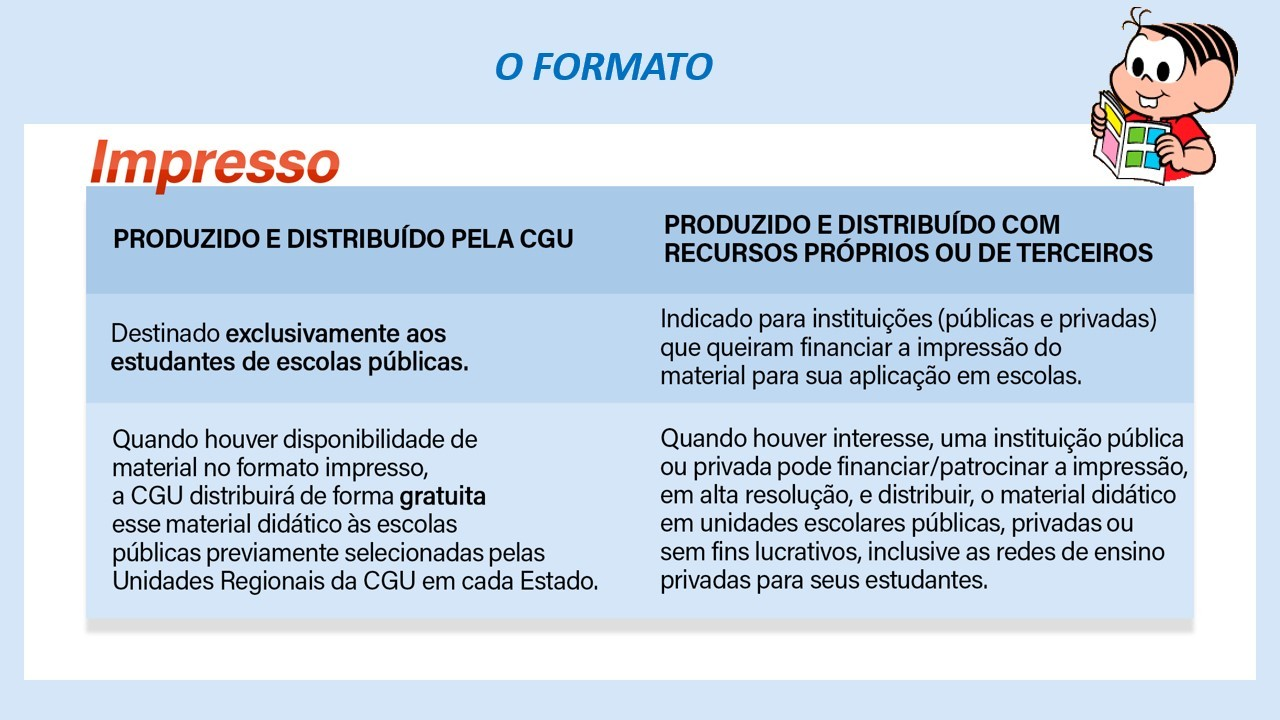 O FORMATO
Impresso
PRODUZIDO E DISTRIBUÍDO PELA CGU
PRODUZIDO E DISTRIBUÍDO COM
RECURSOS PRÓPRIOS OU DE TERCEIROS
Destinado exclusivamente aos
estudantes de escolas públicas.
Indicado para instituições (públicas e privadas)
que queiram financiar a impressão do
material para sua aplicação em escolas.
Quando houver disponibilidade de
material no formato impresso,
a CGU distribuirá de forma gratuita
esse material didático às escolas
públicas previamente selecionadas pelas
Unidades Regionais da CGU em cada Estado.
Quando houver interesse, uma instituição pública
ou privada pode financiar/patrocinar a impressão,
em alta resolução, e distribuir, o material didático
em unidades escolares públicas, privadas ou
sem fins lucrativos, inclusive as redes de ensino
privadas para seus estudantes.